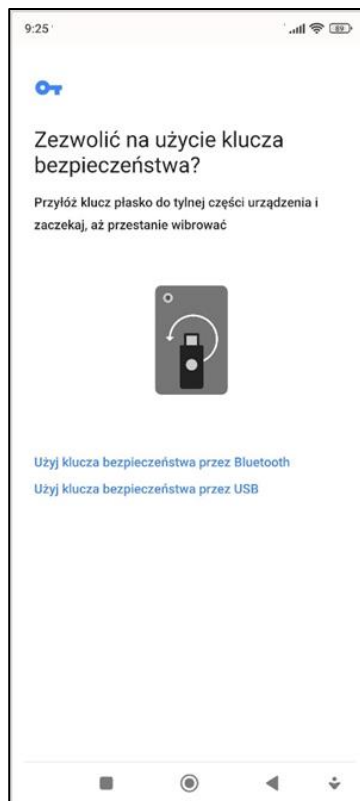 9:25
89
Zezwolić na użycie klucza
bezpieczeństwa?
Przyłóż klucz płasko do tylnej części urządzenia i
zaczekaj, aż przestanie wibrować
Użyj klucza bezpieczeństwa przez Bluetooth
Użyj klucza bezpieczeństwa przez USB